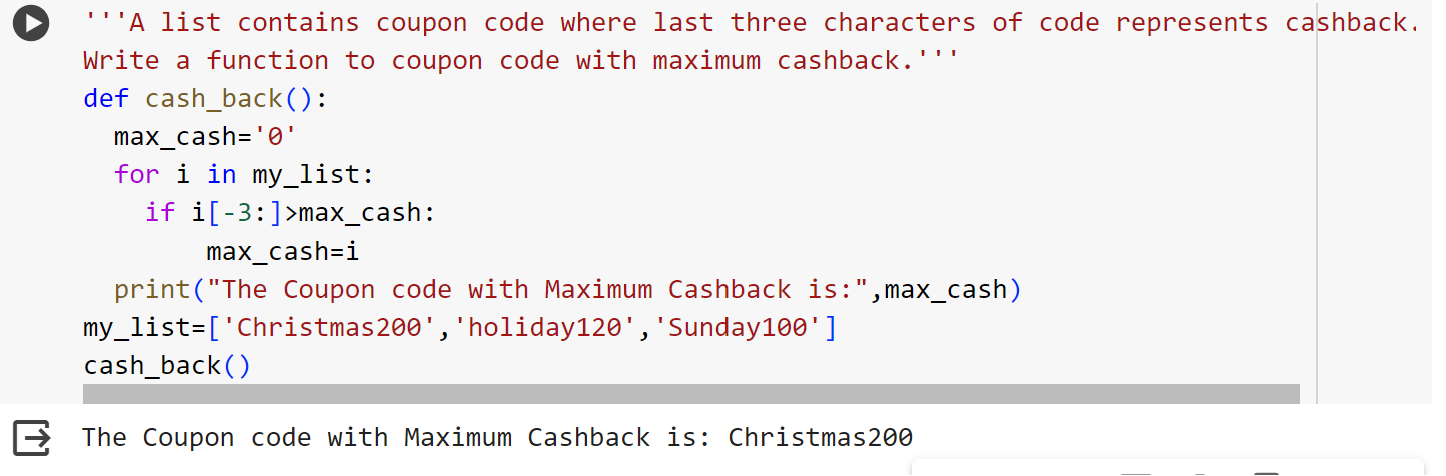 '''A list contains coupon code where last three characters of code represents cashback.
Write a function to coupon code with maximum cashback.'''
def cash_back():
  max_cash='0'
  for i in my_list:
    if i[-3:]>max_cash:
        max_cash=i
  print("The Coupon code with Maximum Cashback is:",max_cash)
my_list=['Christmas200','holiday120','Sunday100']
cash_back()
The Coupon code with Maximum Cashback is: Christmas200